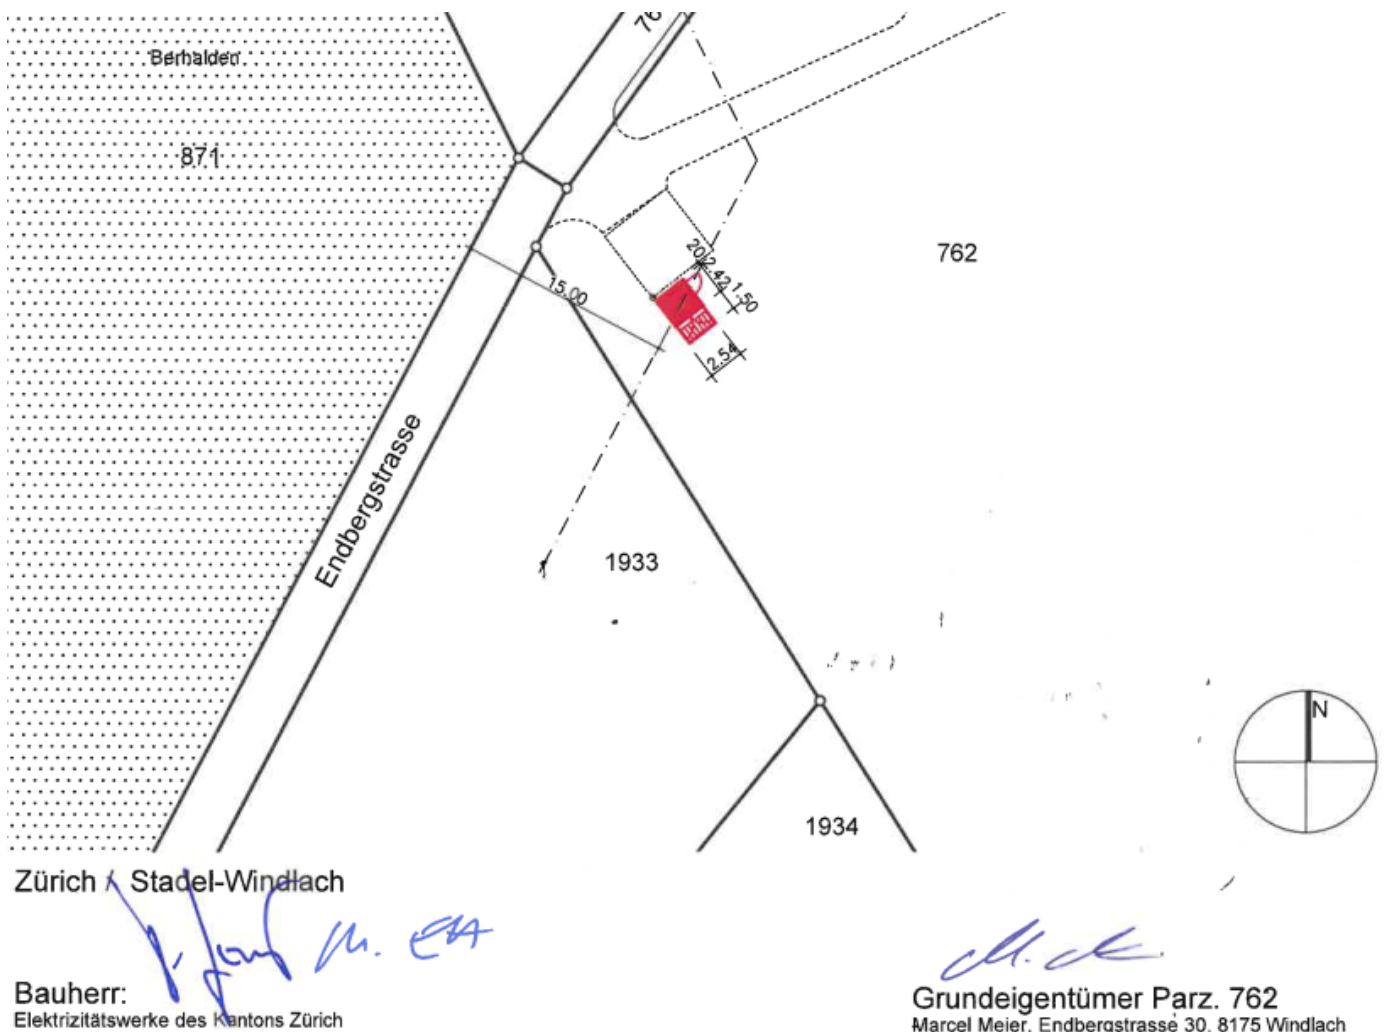 Berhalden
871
762
20
2.42
1.50
15.00
2.54
Endbergstrasse
1933
N
1934
Zürich / Stadel-Windlach
Bauherr:
Elektrizitätswerke des Kantons Zürich
Grundeigentümer Parz. 762
Marcel Meier, Endbergstrasse 30, 8175 Windlach